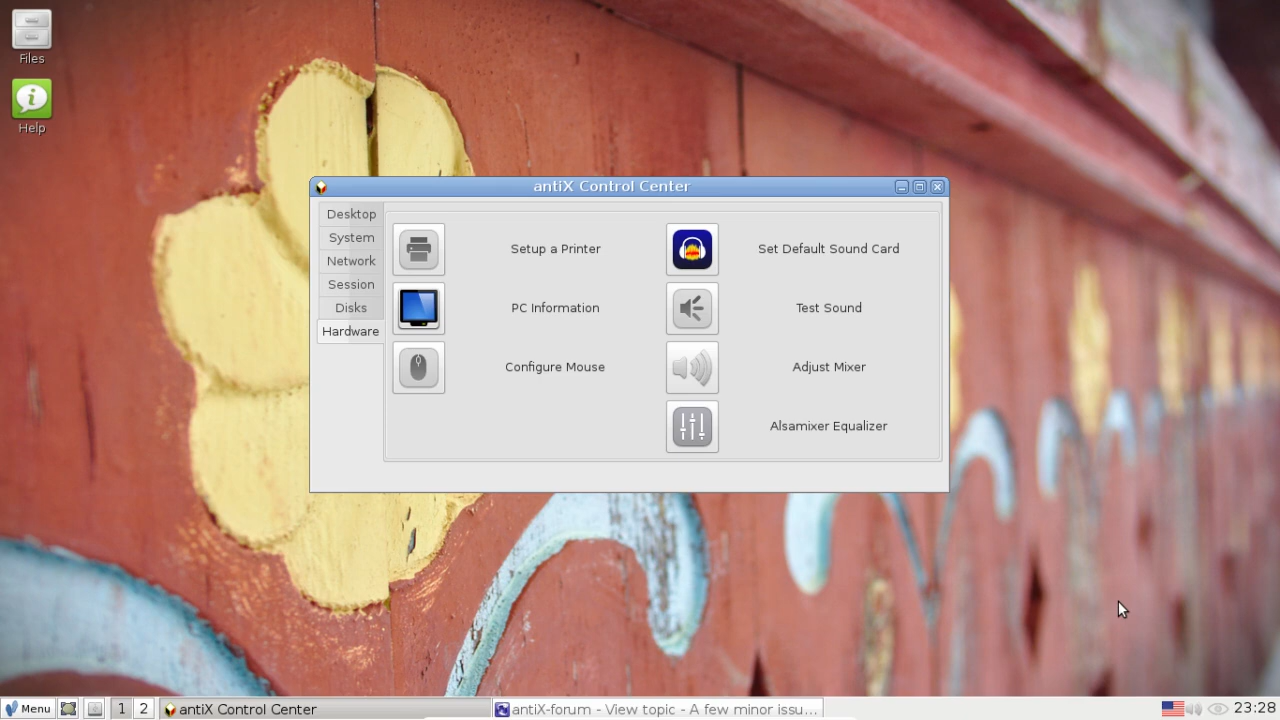 Files
Help
antiX Control Center
Desktop
System
Network
Session
Disks
Hardware
Setup a Printer
Set Default Sound Card
PC Information
Test Sound
Configure Mouse
Adjust Mixer
Alsamixer Equalizer
Menu
1
2
antiX Control Center
antiX-forum - View topic - A few minor issu...
23:28